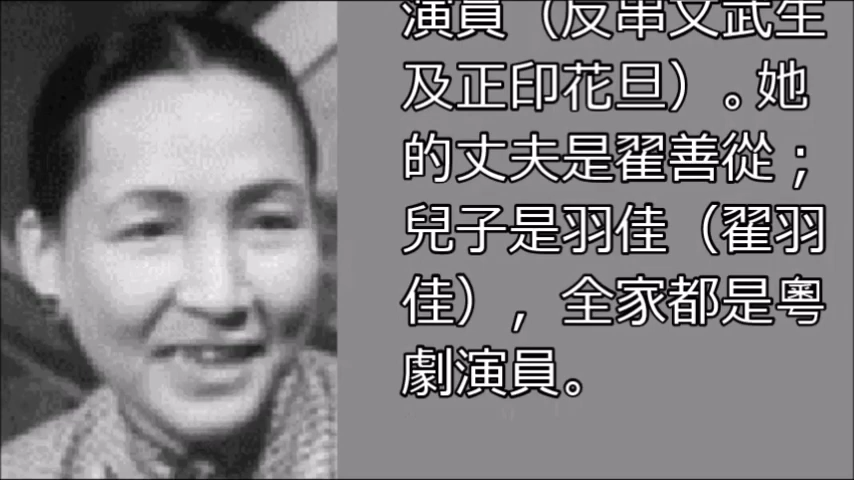 演員（反串文武生
及正印花旦）。她
的丈夫是翟善從；
兒子是羽佳（翟羽
佳），全家都是粵
劇演員。